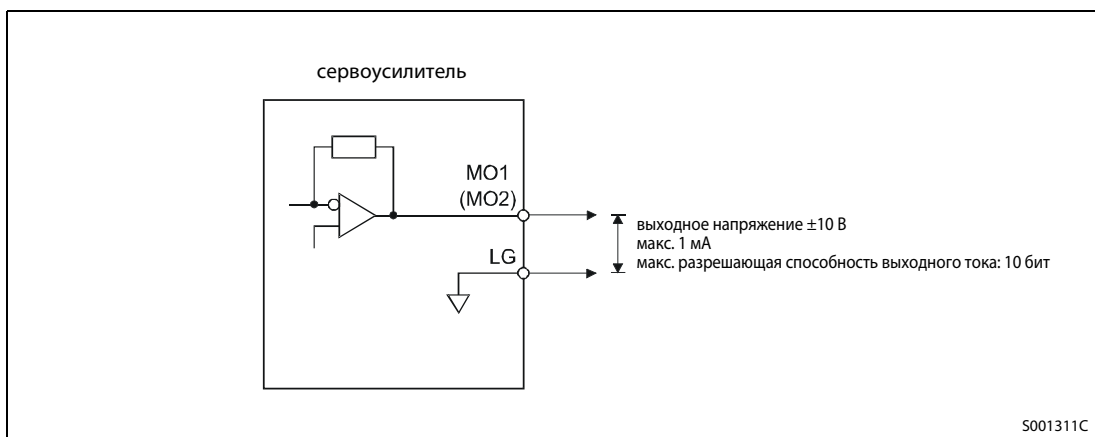 сервоусилитель
MO1
(MO2)
LG
выходное напряжение ±10 В
макс. 1 мА
макс. разрешающая способность выходного тока: 10 бит
S001311C